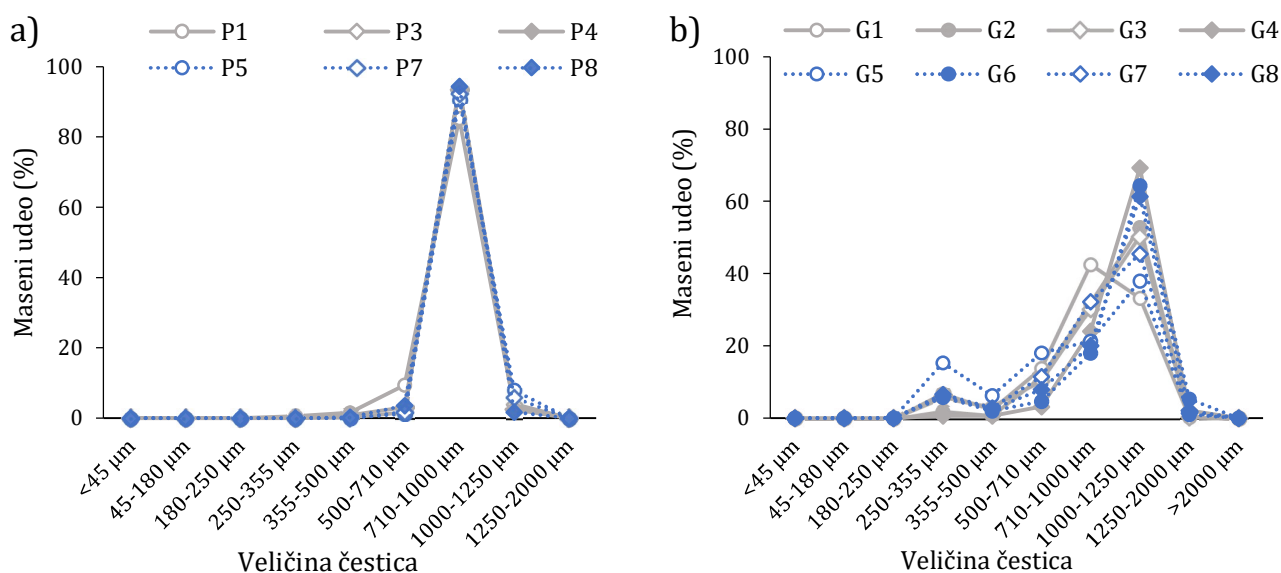 a)
P1 P3 P4
P5 P7 P8
Maseni udeo (%)
100
80
60
40
20
0
<45 μm
45-180 μm
180-250 μm
250-355 μm
355-500 μm
500-710 μm
710-1000 μm
1000-1250 μm
1250-2000 μm
Veličina čestica
b)
G1 G2 G3 G4
G5 G6 G7 G8
Maseni udeo (%)
100
80
60
40
20
0
<45 μm
45-180 μm
180-250 μm
250-355 μm
355-500 μm
500-710 μm
710-1000 μm
1000-1250 μm
1250-2000 μm
>2000 μm
Veličina čestica